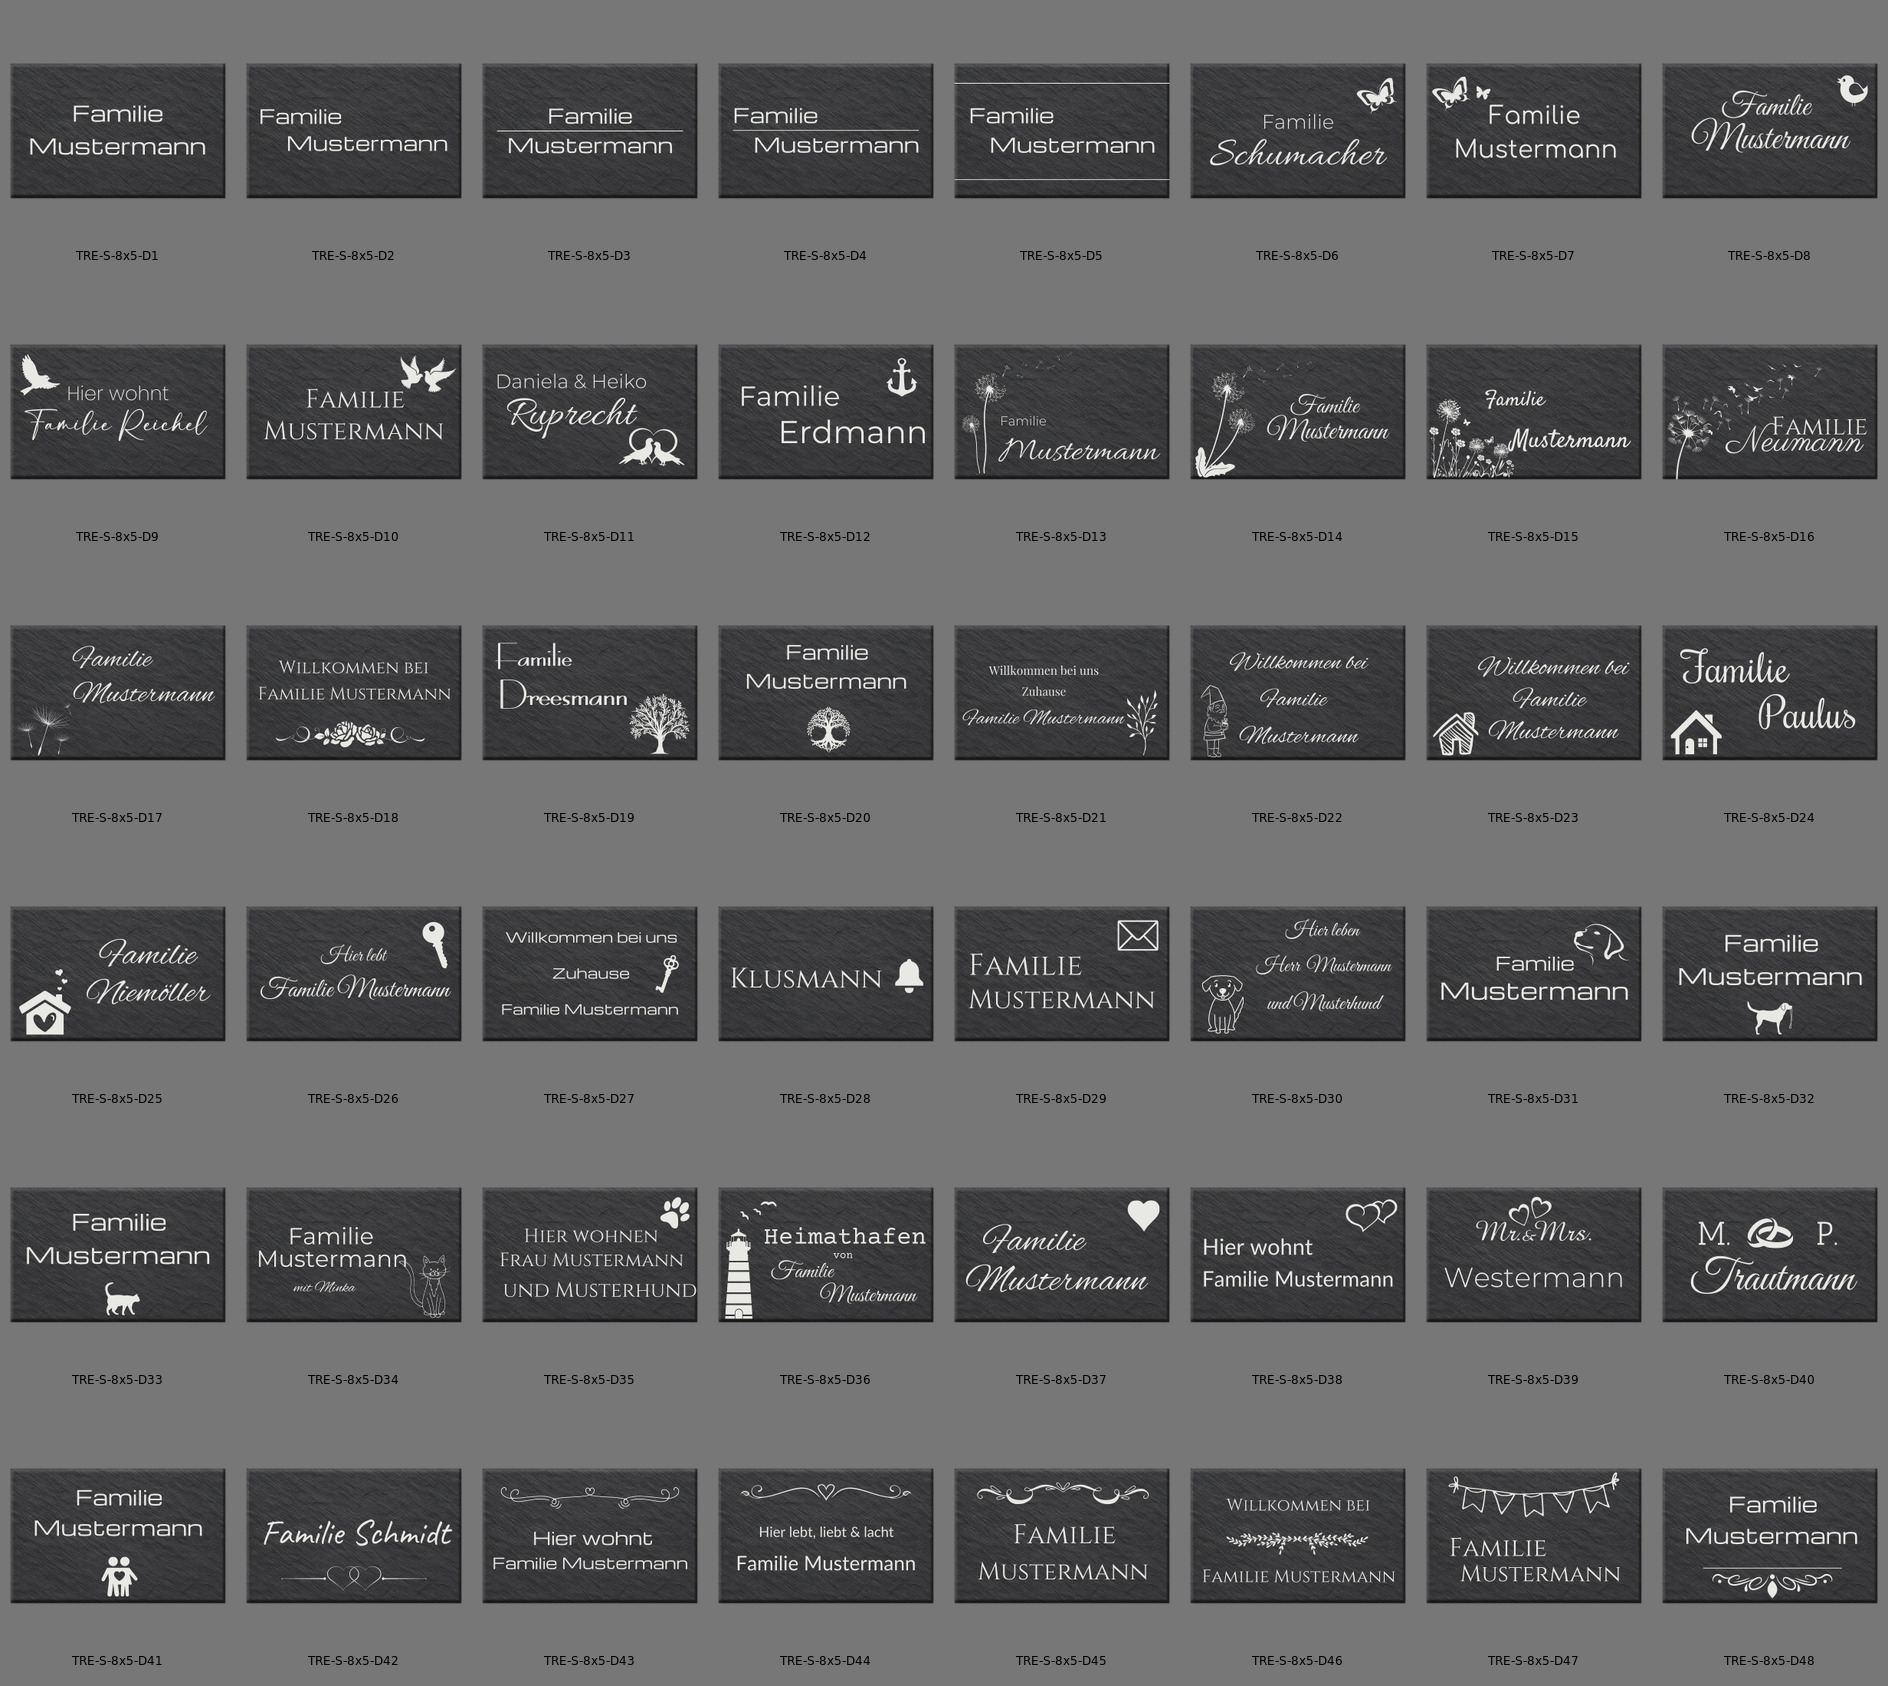 Familie
Mustermann
TRE-S-8x5-D1
Familie
Mustermann
TRE-S-8x5-D2
Familie
Mustermann
TRE-S-8x5-D3
Familie
Mustermann
TRE-S-8x5-D4
Familie
Mustermann
TRE-S-8x5-D5
Familie
Schumacher
TRE-S-8x5-D6
Familie
Mustermann
TRE-S-8x5-D7
Familie
Mustermann
TRE-S-8x5-D8
Hier wohnt
Familie Reichel
TRE-S-8x5-D9
FAMILIE
MUSTERMANN
TRE-S-8x5-D10
Daniela & Heiko
Ruprecht
TRE-S-8x5-D11
Familie
Erdmann
TRE-S-8x5-D12
Familie
Mustermann
TRE-S-8x5-D13
Familie
Mustermann
TRE-S-8x5-D14
Familie
Mustermann
TRE-S-8x5-D15
FAMILIE
Neumann
TRE-S-8x5-D16
Familie
Mustermann
TRE-S-8x5-D17
WILLKOMMEN BEI
FAMILIE MUSTERMANN
TRE-S-8x5-D18
Familie
Dreesmann
TRE-S-8x5-D19
Familie
Mustermann
TRE-S-8x5-D20
Willkommen bei uns
Zuhause
Familie Mustermann
TRE-S-8x5-D21
Willkommen bei
Familie
Mustermann
TRE-S-8x5-D22
Willkommen bei
Familie
Mustermann
TRE-S-8x5-D23
Familie
Paulus
TRE-S-8x5-D24
Familie
Niemöller
TRE-S-8x5-D25
Hier lebt
Familie Mustermann
TRE-S-8x5-D26
Willkommen bei uns
Zuhause
Familie Mustermann
TRE-S-8x5-D27
KLUSMANN
TRE-S-8x5-D28
FAMILIE
MUSTERMANN
TRE-S-8x5-D29
Hier leben
Herr Mustermann
und Musterhund
TRE-S-8x5-D30
Familie
Mustermann
TRE-S-8x5-D31
Familie
Mustermann
TRE-S-8x5-D32
Familie
Mustermann
TRE-S-8x5-D33
Familie
Mustermann
mit Minka
TRE-S-8x5-D34
HIER WOHNEN
FRAU MUSTERMANN
UND MUSTERHUND
TRE-S-8x5-D35
Heimathafen
von
Familie
Mustermann
TRE-S-8x5-D36
Familie
Mustermann
TRE-S-8x5-D37
Hier wohnt
Familie Mustermann
TRE-S-8x5-D38
Mr.&Mrs.
Westermann
TRE-S-8x5-D39
M. P.
Trautmann
TRE-S-8x5-D40
Familie
Mustermann
TRE-S-8x5-D41
Familie Schmidt
TRE-S-8x5-D42
Hier wohnt
Familie Mustermann
TRE-S-8x5-D43
Hier lebt, liebt & lacht
Familie Mustermann
TRE-S-8x5-D44
FAMILIE
MUSTERMANN
TRE-S-8x5-D45
WILLKOMMEN BEI
FAMILIE MUSTERMANN
TRE-S-8x5-D46
FAMILIE
MUSTERMANN
TRE-S-8x5-D47
Familie
Mustermann
TRE-S-8x5-D48